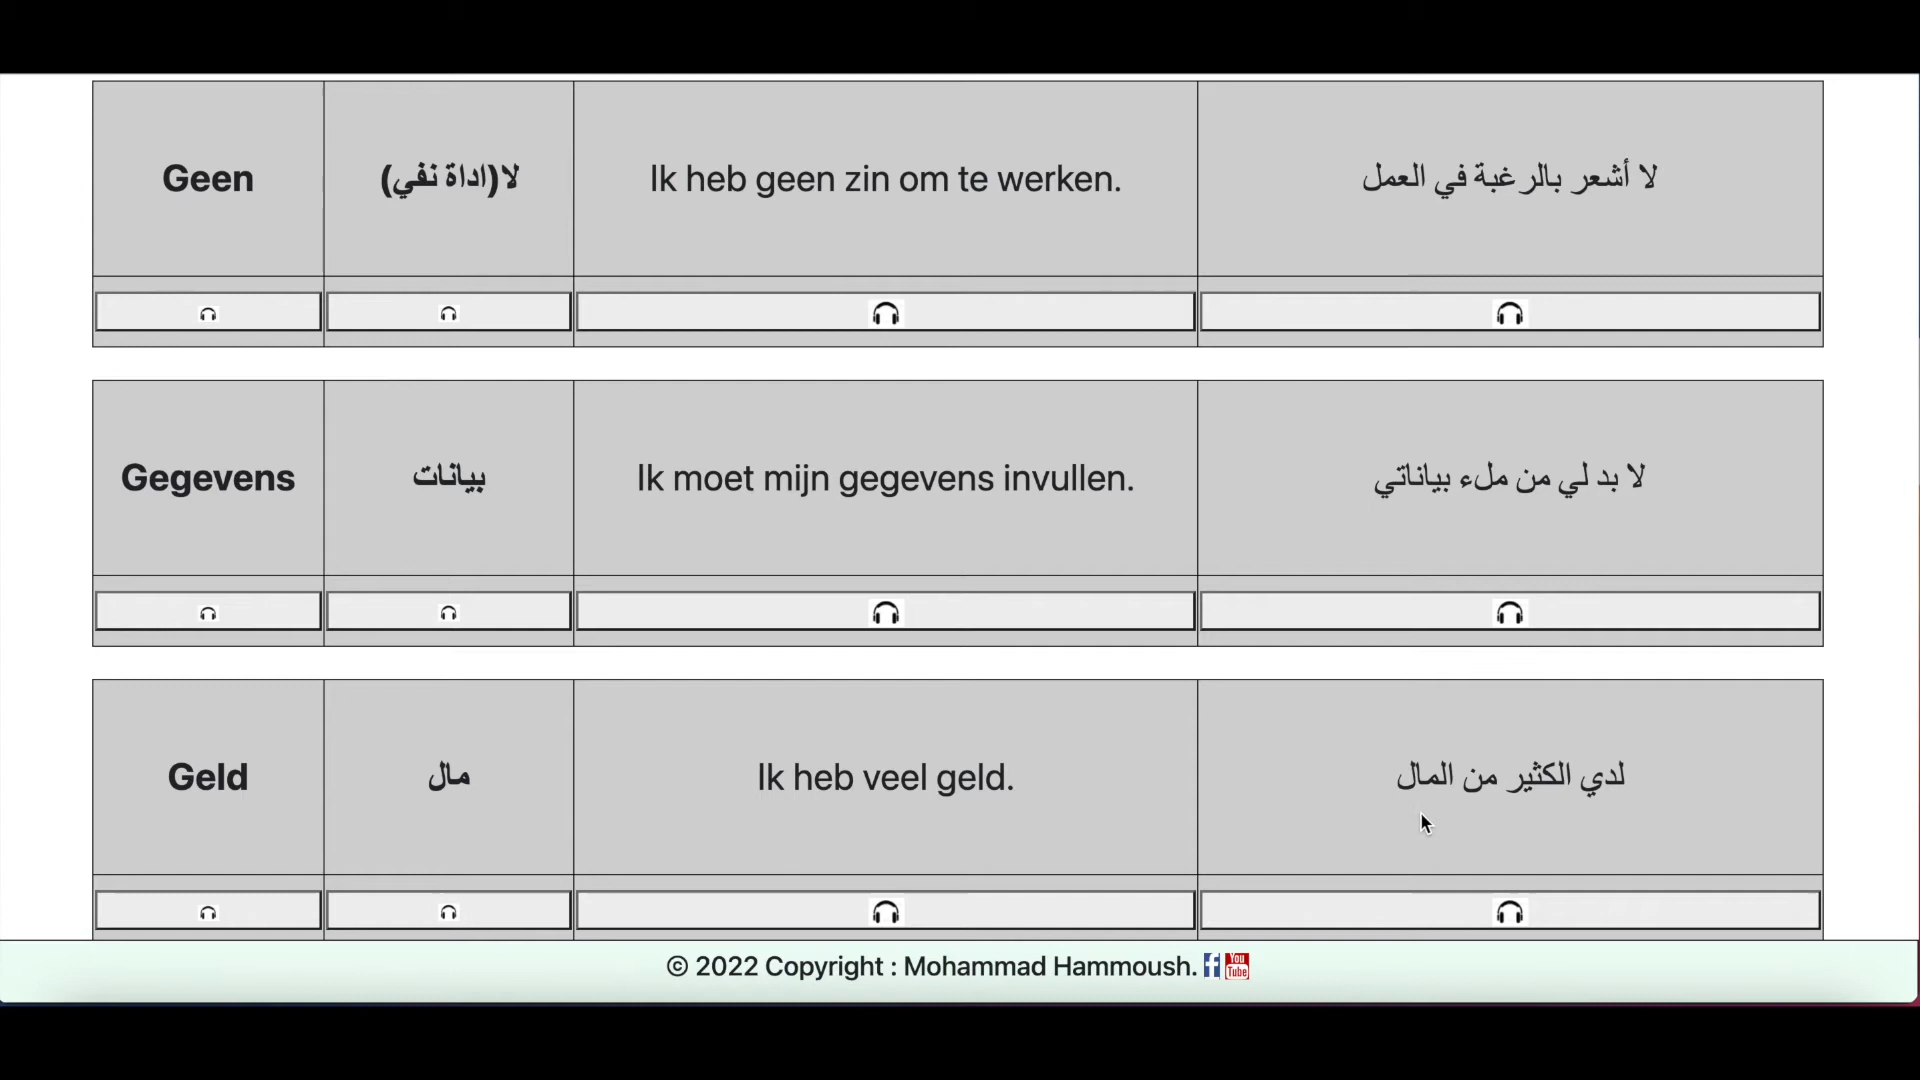 Geen
لا(اداة نفي)
Ik heb geen zin om te werken.
لا أشعر بالرغبة في العمل
Gegevens
بيانات
Ik moet mijn gegevens invullen.
لا بد لي من ملء بياناتي
Geld
مال
Ik heb veel geld.
لدي الكثير من المال
© 2022 Copyright : Mohammad Hammoush. f You Tube